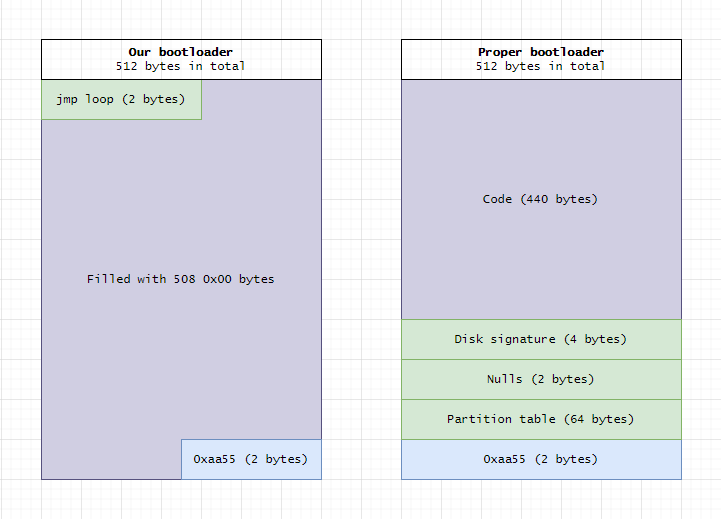 Our bootloader
512 bytes in total
jmp loop (2 bytes)
Filled with 508 0x00 bytes
0xaa55 (2 bytes)
Proper bootloader
512 bytes in total
Code (440 bytes)
Disk signature (4 bytes)
Nulls (2 bytes)
Partition table (64 bytes)
0xaa55 (2 bytes)